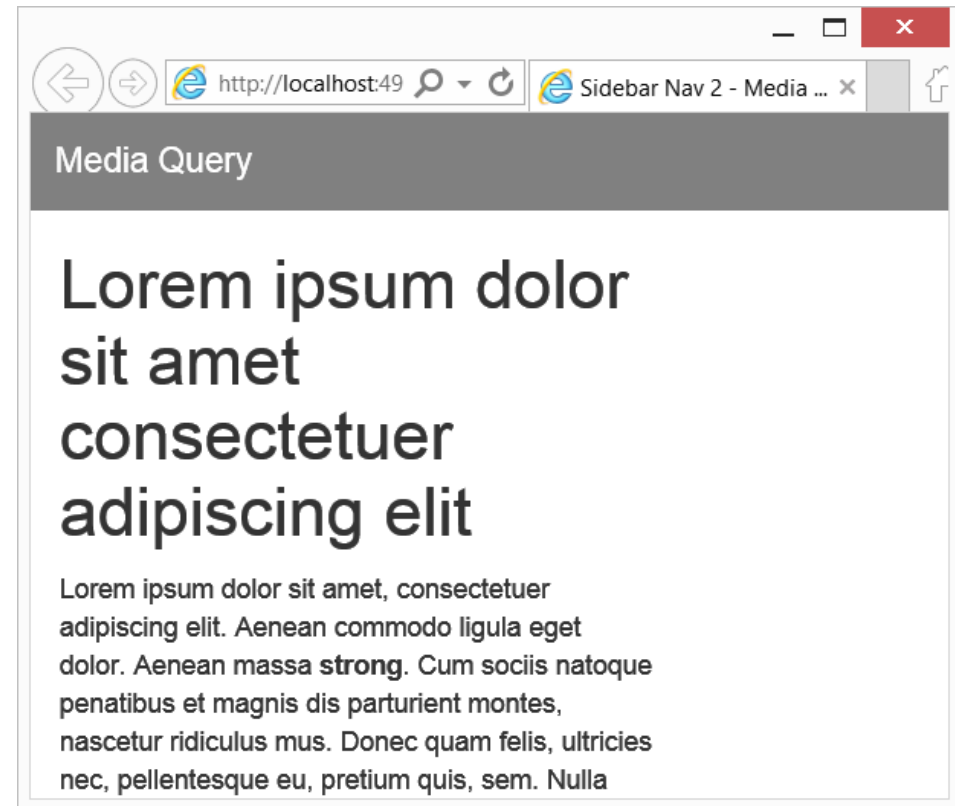 http://localhost:49
Sidebar Nav 2 - Media ...
Media Query
Lorem ipsum dolor
sit amet
consectetuer
adipiscing elit
Lorem ipsum dolor sit amet, consectetuer
adipiscing elit. Aenean commodo ligula eget
dolor. Aenean massa strong. Cum sociis natoque
penatibus et magnis dis parturient montes,
nascetur ridiculus mus. Donec quam felis, ultricies
nec, pellentesque eu, pretium quis, sem. Nulla